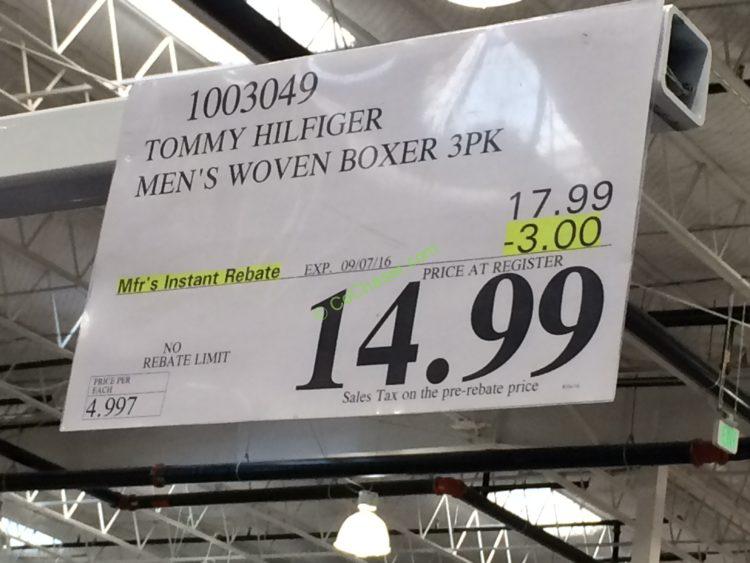 1003049
TOMMY HILFIGER
MEN'S WOVEN BOXER 3PK
17.99
-3.00
Mfr's Instant Rebate EXP. 09/07/16 PRICE AT REGISTER
14.99
NO
REBATE LIMIT
PRICE PER
EACH
4.997
Sales Tax on the pre-rebate price